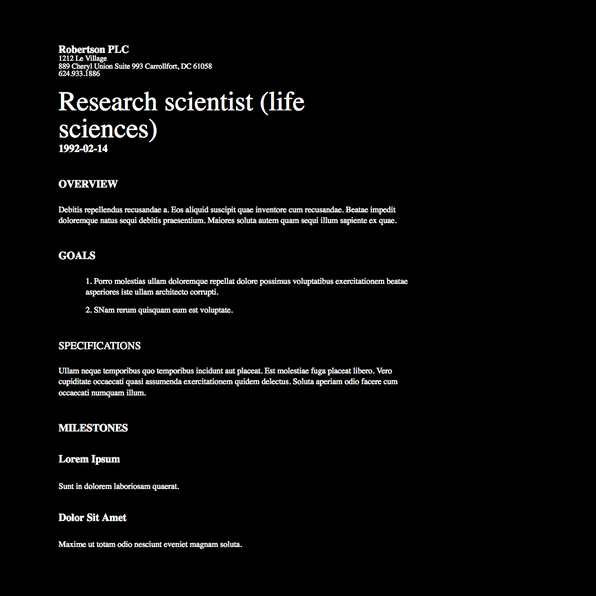 Robertson PLC
1212 Le Village
889 Cheryl Union Suite 993 Carrollfort, DC 61058
624.933.1886
Research scientist (life
sciences)
1992-02-14
OVERVIEW
Debitis repellendus recusandae a. Eos aliquid suscipit quae inventore cum recusandae. Beatae impedit
doloremque natus sequi debitis praesentium. Maiores soluta autem quam sequi illum sapiente ex quae.
GOALS
1. Porro molestias ullam doloremque repellat dolore possimus voluptatibus exercitationem beatae
asperiores iste ullam architecto corrupti.
2. SNam rerum quisquam eum est voluptate.
SPECIFICATIONS
Ullam neque temporibus quo temporibus incidunt aut placeat. Est molestiae fuga placeat libero. Vero
cupiditate occaecati quasi assumenda exercitationem quidem delectus. Soluta aperiam odio facere cum
occaecati numquam illum.
MILESTONES
Lorem Ipsum
Sunt in dolorem laboriosam quaerat.
Dolor Sit Amet
Maxime ut totam odio nesciunt eveniet magnam soluta.